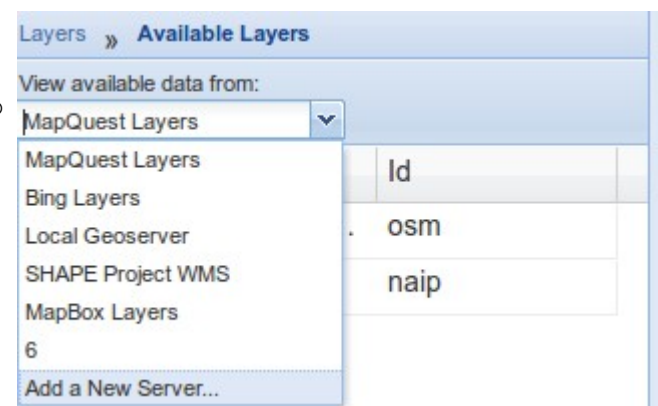 Layers » Available Layers
View available data from:
MapQuest Layers
MapQuest Layers
Bing Layers
Local Geoserver
SHAPE Project WMS
MapBox Layers
6
Add a New Server...
Id
. osm
naip